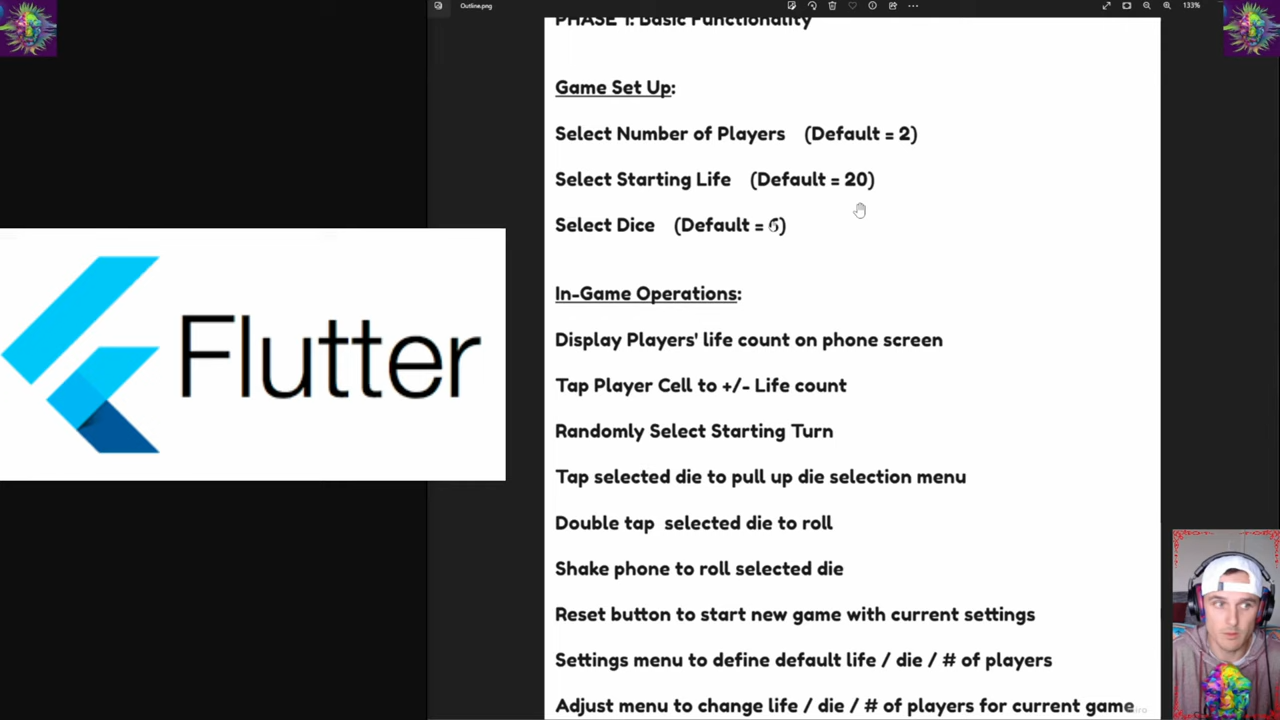 Outline.png
133%
PHASE 1: Basic Functionality
Game Set Up:
Select Number of Players (Default = 2)
Select Starting Life (Default = 20)
Select Dice (Default = 6)
In-Game Operations:
Display Players' life count on phone screen
Tap Player Cell to +/- Life count
Randomly Select Starting Turn
Tap selected die to pull up die selection menu
Double tap selected die to roll
Shake phone to roll selected die
Reset button to start new game with current settings
Settings menu to define default life / die / # of players
Adjust menu to change life / die / # of players for current game
Flutter